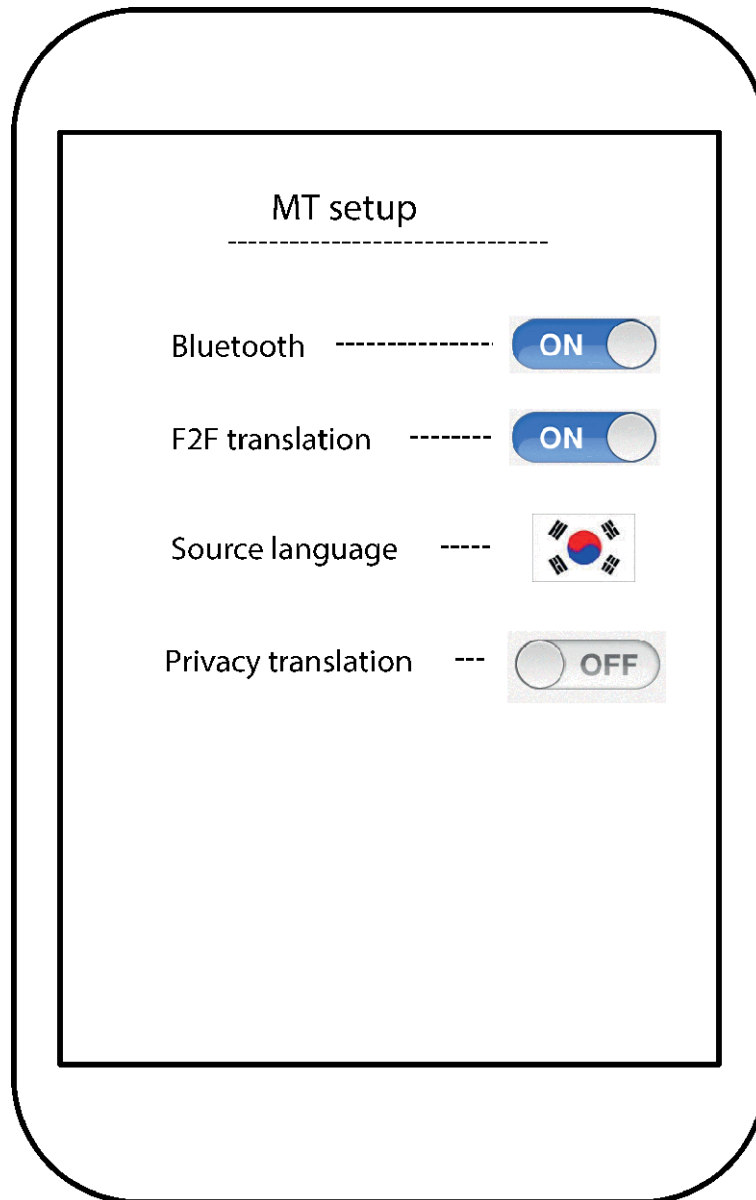 MT setup
Bluetooth ON
F2F translation ON
Source language
Privacy translation OFF